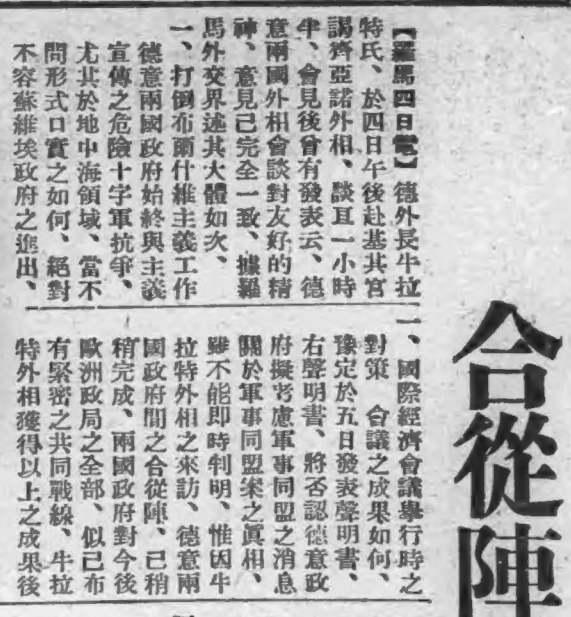 合從陣
【羅馬四日電】德外長牛拉
特氏、於四日午後赴基其官
謁齊亞諾外相、談亘一小時
半、會見後會有發表云、德
意兩國外相會談對友好的精
神、意見已完全一致、據羅
馬外交界述其大體如次、
一、打倒布爾什維主義工作
德意兩國政府始終與主義
宣傳之危險十字軍抗爭、
尤其於地中海領域、當不
問形式口實之如何、絕對
不容蘇維埃政府之進出、
一、國際經濟會議舉行時之
對策 合議之成果如何、
豫定於五日發表聲明書、
右聲明書、將否認德意政
府擬考慮軍事同盟之消息
關於軍事同盟案之眞相、
雖不能即時判明、惟因牛
拉特外相之來訪、德意兩
國政府間之合從陣、已稍
稍完成、兩國政府對今後
歐洲政局之全部、似已布
有緊密之共同戰線、牛拉
特外相獲得以上之成果後